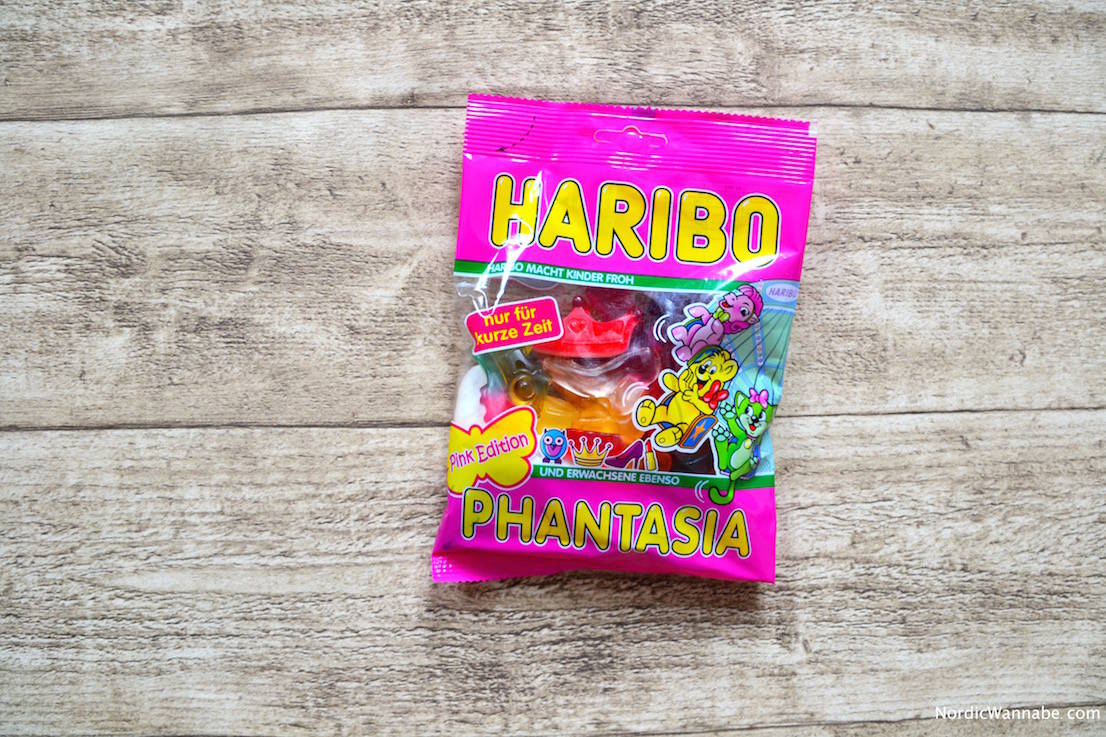 HARIBO
HARIBO MACHT KINDER FROH
HARIBO
nur für
kurze Zeit
Pink Edition
UND ERWACHSENE EBENSO
PHANTASIA
NordicWannabe.com